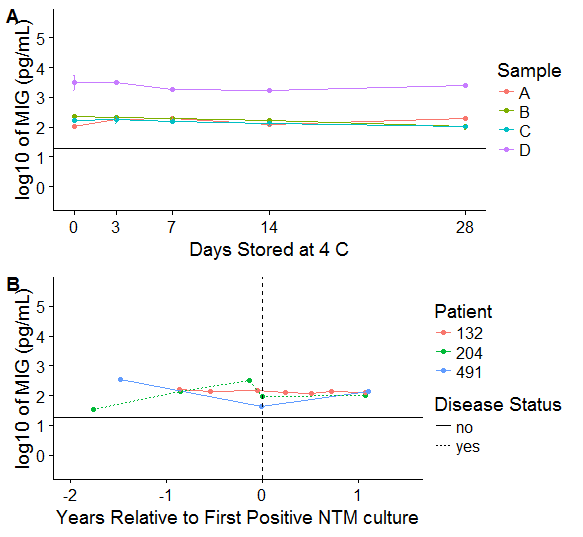 A
log10 of MIG (pg/mL)
5
4
3
2
1
0
0 3 7 14 28
Days Stored at 4 C
Sample
A
B
C
D
B
log10 of MIG (pg/mL)
5
4
3
2
1
0
-2 -1 0 1
Years Relative to First Positive NTM culture
Patient
132
204
491
Disease Status
no
yes